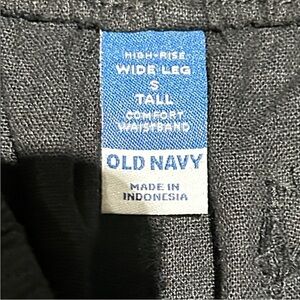 HIGH-RISE
WIDE LEG
S
TALL
COMFORT
WAISTBAND
OLD NAVY
MADE IN
INDONESIA